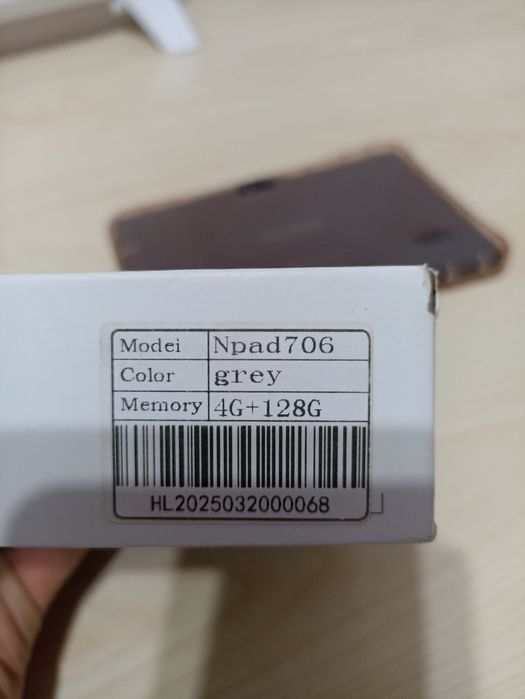 Modei Npad706
Color grey
Memory 4G+128G
HL2025032000068